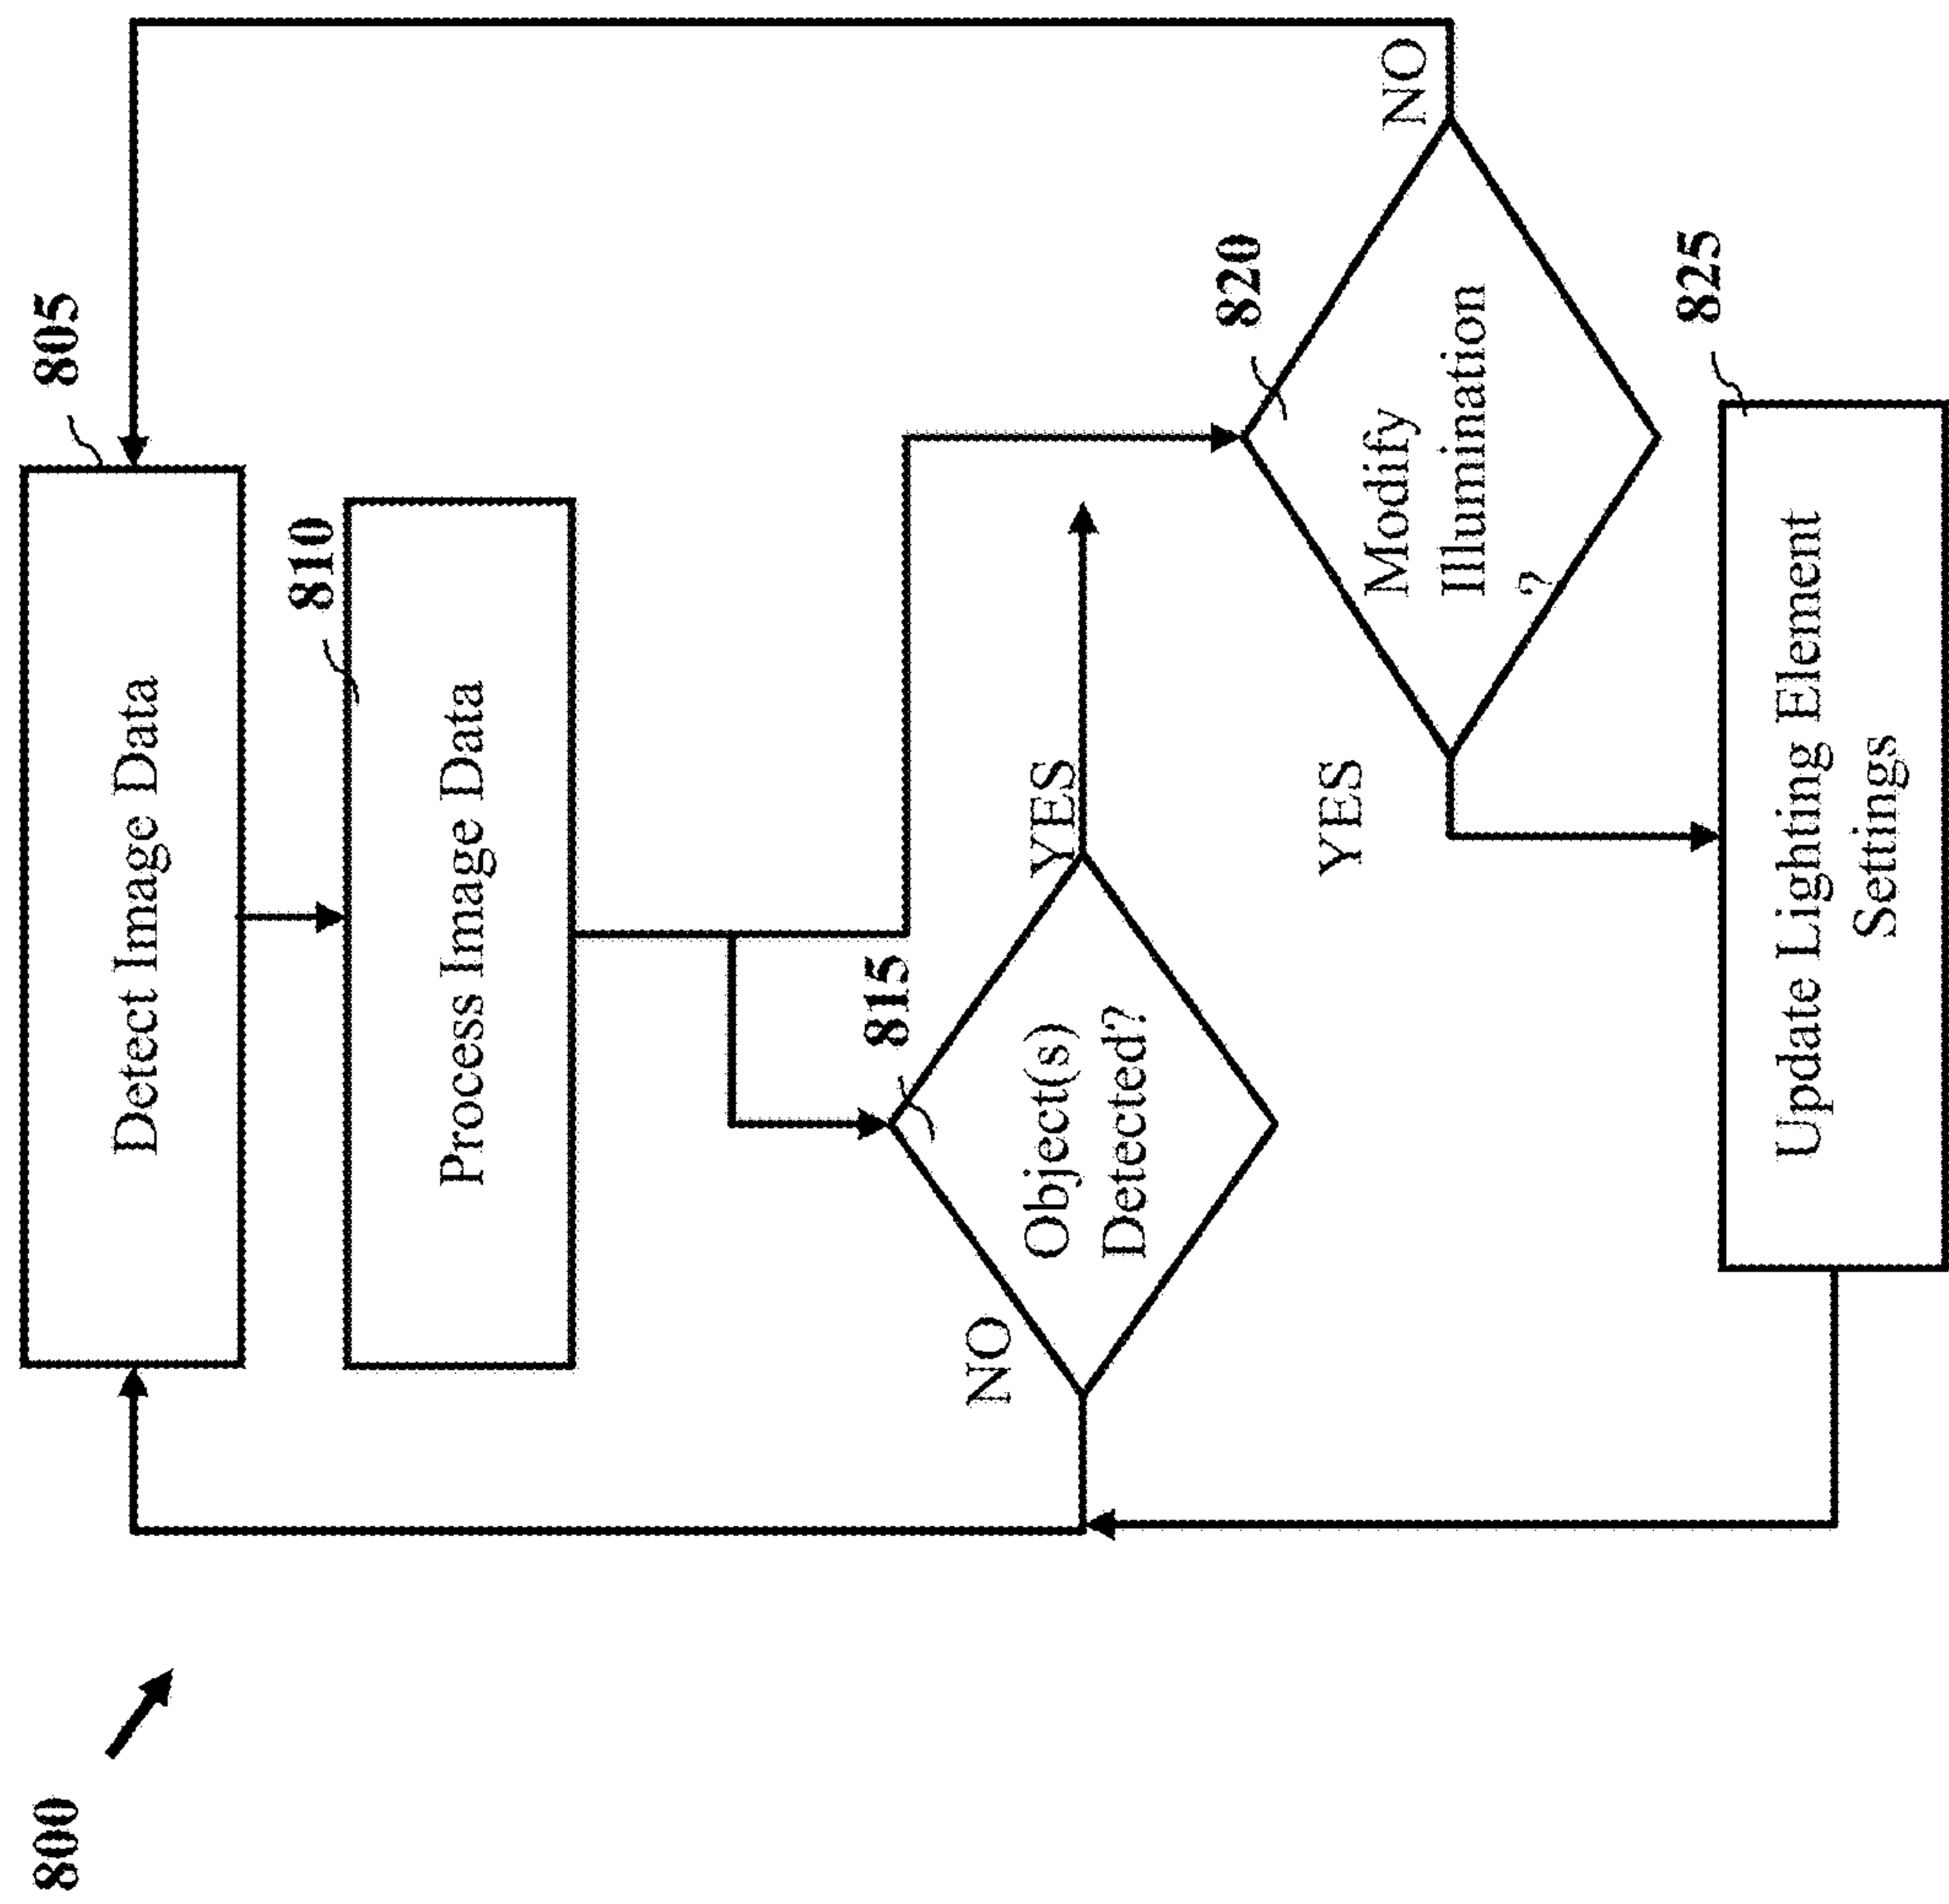 800
805
Detect Image Data
810
Process Image Data
815
Object(s)
Detected?
NO
YES
820
Modify
Illumination
?
YES
NO
825
Update Lighting Element
Settings